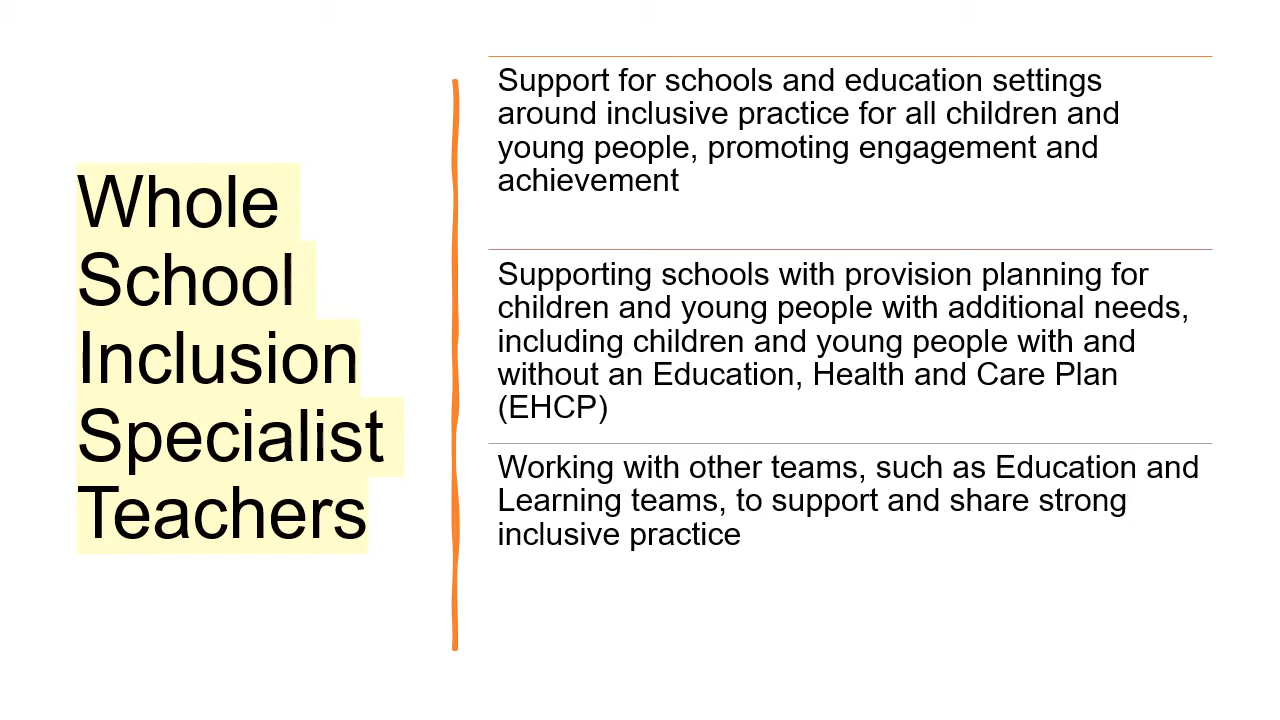 Whole
School
Inclusion
Specialist
Teachers
Support for schools and education settings
around inclusive practice for all children and
young people, promoting engagement and
achievement
Supporting schools with provision planning for
children and young people with additional needs,
including children and young people with and
without an Education, Health and Care Plan
(EHCP)
Working with other teams, such as Education and
Learning teams, to support and share strong
inclusive practice